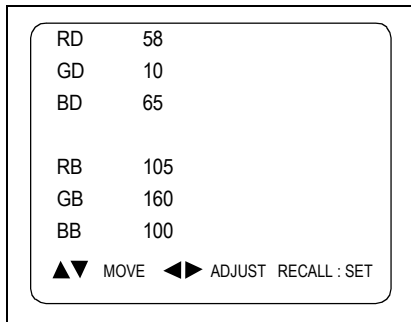 RD 58
GD 10
BD 65
RB 105
GB 160
BB 100
▲▼ MOVE ◀▶ ADJUST RECALL : SET